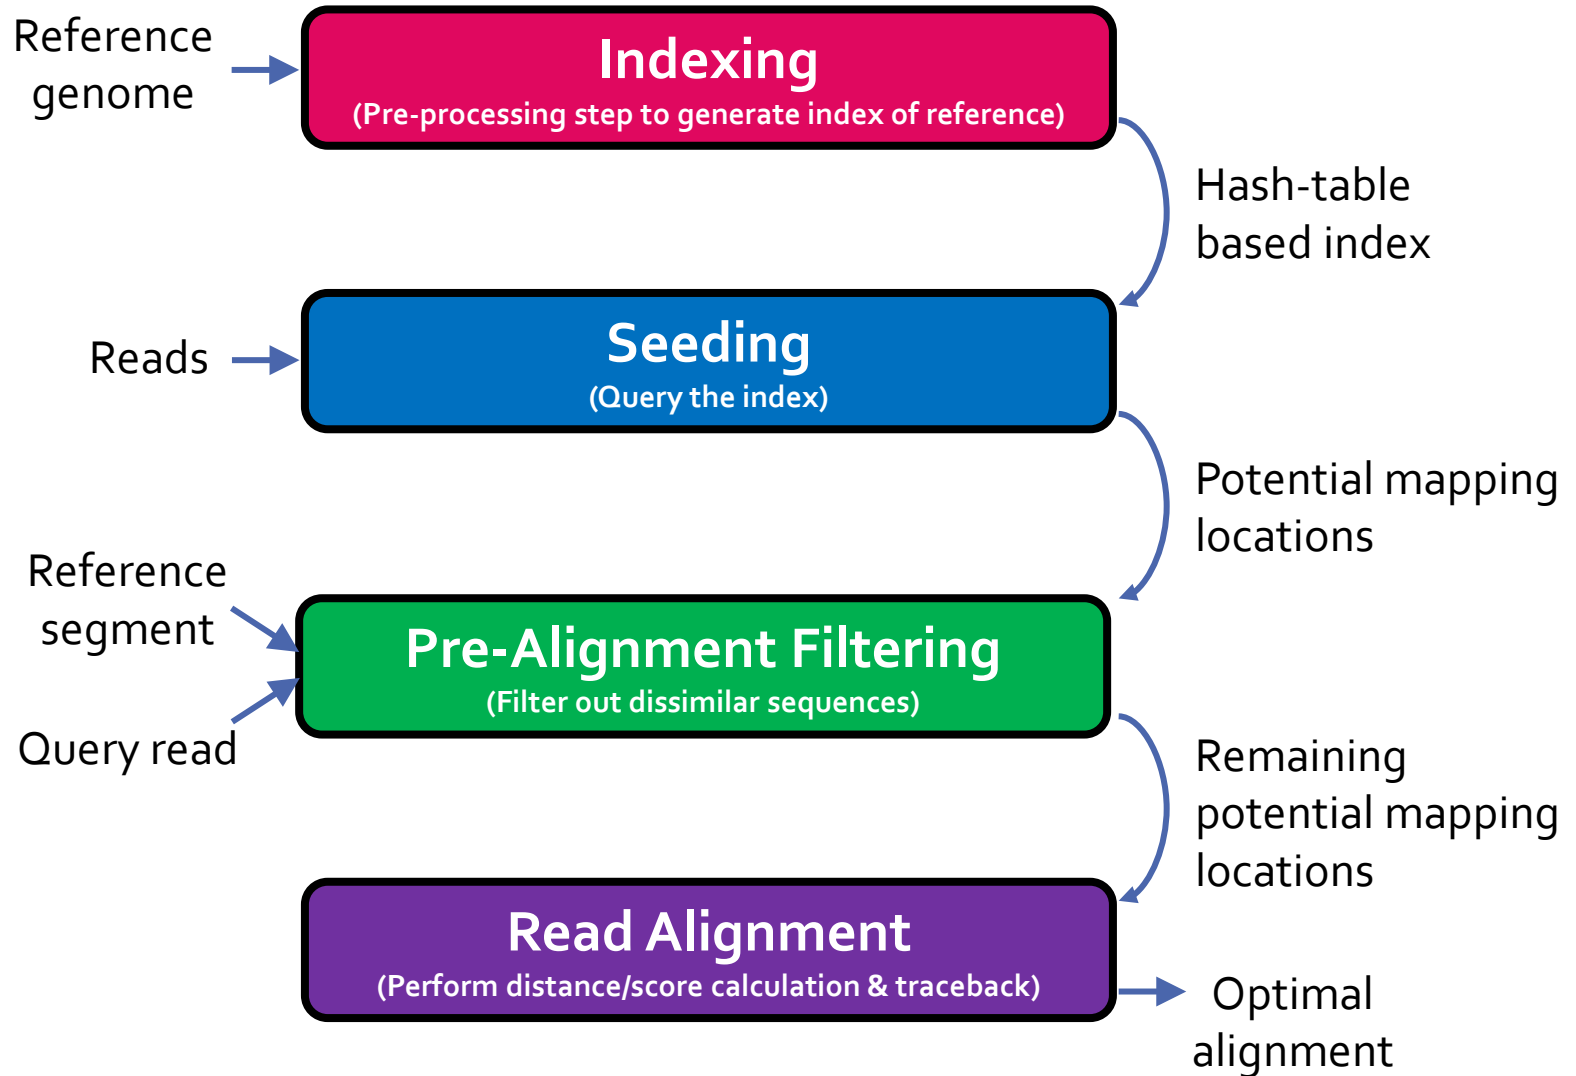 Reference
genome
Indexing
(Pre-processing step to generate index of reference)
Hash-table
based index
Reads
Seeding
(Query the index)
Potential mapping
locations
Reference
segment
Query read
Pre-Alignment Filtering
(Filter out dissimilar sequences)
Remaining
potential mapping
locations
Read Alignment
(Perform distance/score calculation & traceback)
Optimal
alignment